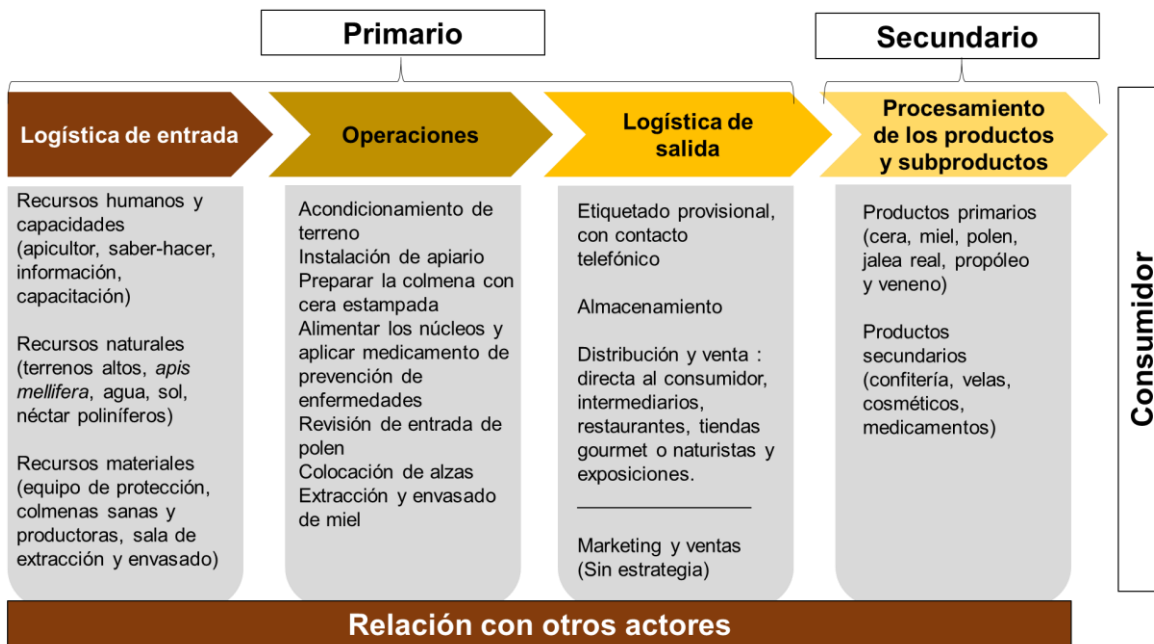 Primario
Secundario
Logística de entrada
Operaciones
Logística de
salida
Procesamiento
de los productos
y subproductos
Recursos humanos y
capacidades
(apicultor, saber-hacer,
información,
capacitación)
Recursos naturales
(terrenos altos, apis
mellifera, agua, sol,
néctar poliníferos)
Recursos materiales
(equipo de protección,
colmenas sanas y
productoras, sala de
extracción y envasado)
Acondicionamiento de
terreno
Instalación de apiario
Preparar la colmena con
cera estampada
Alimentar los núcleos y
aplicar medicamento de
prevención de
enfermedades
Revisión de entrada de
polen
Colocación de alzas
Extracción y envasado
de miel
Etiquetado provisional,
con contacto
telefónico
Almacenamiento
Distribución y venta :
directa al consumidor,
intermediarios,
restaurantes, tiendas
gourmet o naturistas y
exposiciones.
Marketing y ventas
(Sin estrategia)
Productos primarios
(cera, miel, polen,
jalea real, propóleo
y veneno)
Productos
secundarios
(confitería, velas,
cosméticos,
medicamentos)
Consumidor
Relación con otros actores